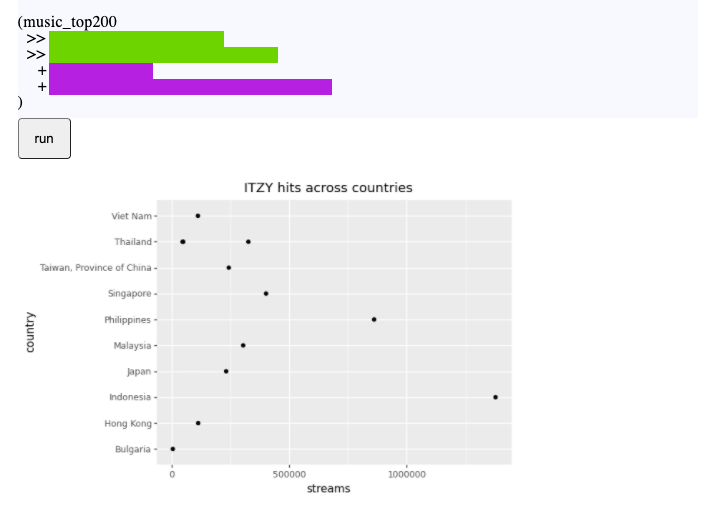 (music_top200
>>
>>
+
+
)
run
ITZY hits across countries
Viet Nam
Thailand
Taiwan, Province of China
Singapore
Philippines
Malaysia
Japan
Indonesia
Hong Kong
Bulgaria
country
0 500000 1000000
streams